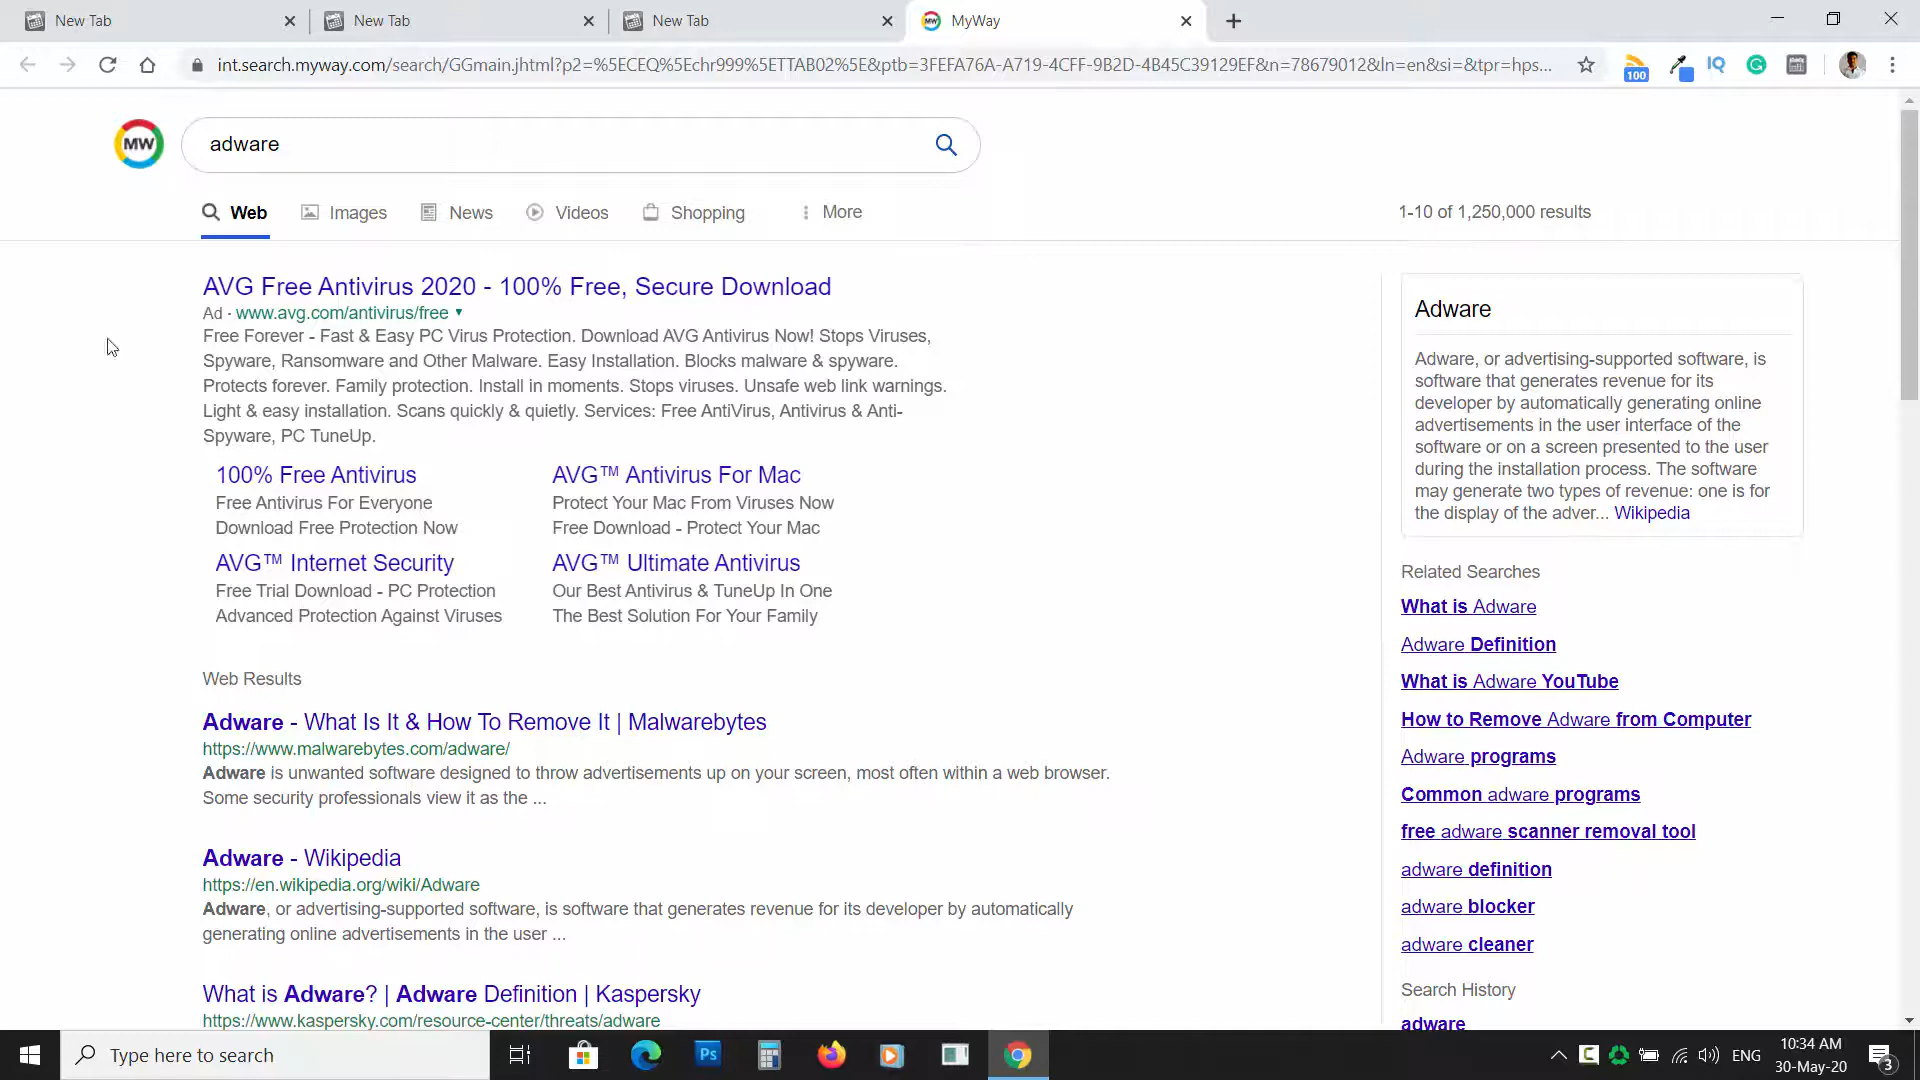 New Tab
New Tab
New Tab
MyWay
int.search.myway.com/search/GGmain.jhtml?p2=%5ECEQ%5Echr999%5ETTAB02%5E&ptb=3FEFA76A-A719-4CFF-9B2D-4B45C39129EF&n=78679012&ln=en&si=&tpr=hps...
100
MW
adware
Web
Images
News
Videos
Shopping
More
1-10 of 1,250,000 results
AVG Free Antivirus 2020 - 100% Free, Secure Download
Ad · www.avg.com/antivirus/free
Free Forever - Fast & Easy PC Virus Protection. Download AVG Antivirus Now! Stops Viruses,
Spyware, Ransomware and Other Malware. Easy Installation. Blocks malware & spyware.
Protects forever. Family protection. Install in moments. Stops viruses. Unsafe web link warnings.
Light & easy installation. Scans quickly & quietly. Services: Free AntiVirus, Antivirus & Anti-
Spyware, PC TuneUp.
100% Free Antivirus
Free Antivirus For Everyone
Download Free Protection Now
AVG™ Antivirus For Mac
Protect Your Mac From Viruses Now
Free Download - Protect Your Mac
AVG™ Internet Security
Free Trial Download - PC Protection
Advanced Protection Against Viruses
AVG™ Ultimate Antivirus
Our Best Antivirus & TuneUp In One
The Best Solution For Your Family
Web Results
Adware - What Is It & How To Remove It | Malwarebytes
https://www.malwarebytes.com/adware/
Adware is unwanted software designed to throw advertisements up on your screen, most often within a web browser.
Some security professionals view it as the ...
Adware - Wikipedia
https://en.wikipedia.org/wiki/Adware
Adware, or advertising-supported software, is software that generates revenue for its developer by automatically
generating online advertisements in the user ...
What is Adware? | Adware Definition | Kaspersky
https://www.kaspersky.com/resource-center/threats/adware
Adware
Adware, or advertising-supported software, is
software that generates revenue for its
developer by automatically generating online
advertisements in the user interface of the
software or on a screen presented to the user
during the installation process. The software
may generate two types of revenue: one is for
the display of the adver... Wikipedia
Related Searches
What is Adware
Adware Definition
What is Adware YouTube
How to Remove Adware from Computer
Adware programs
Common adware programs
free adware scanner removal tool
adware definition
adware blocker
adware cleaner
Search History
adware
Type here to search
Ps
ENG
10:34 AM
30-May-20
3